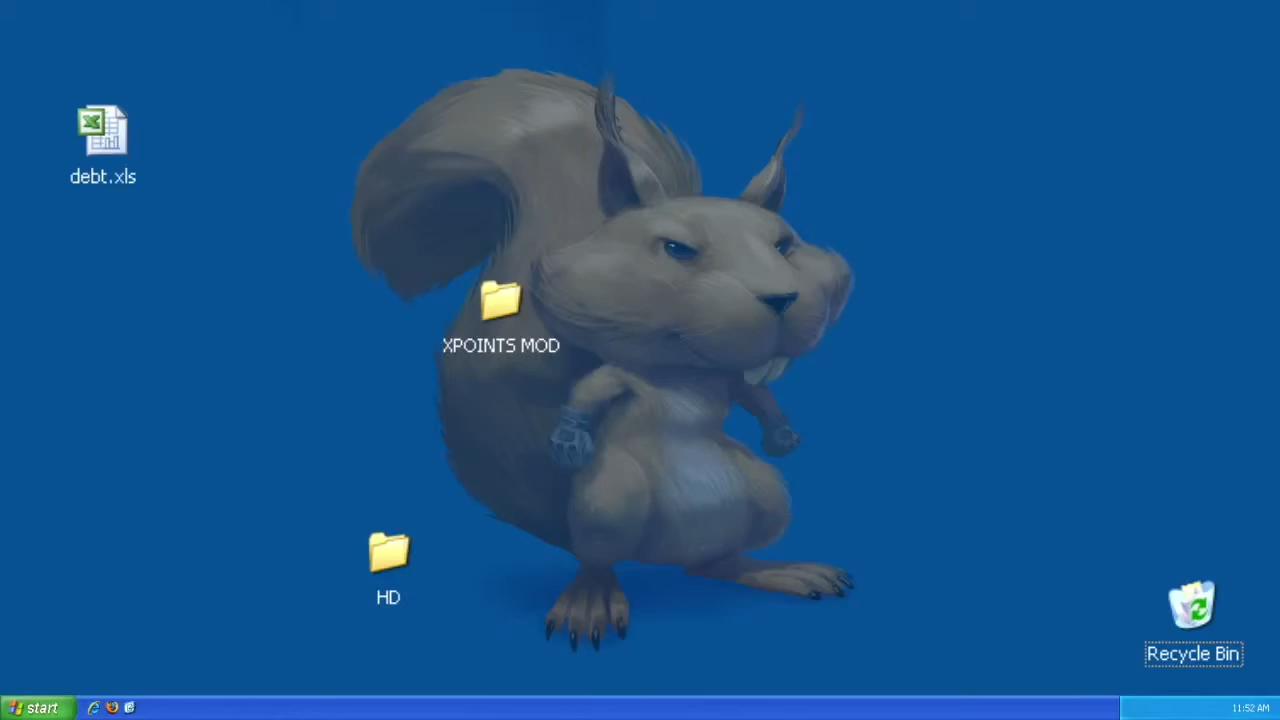 debt.xls
XPOINTS MOD
HD
Recycle Bin
start
11:52 AM